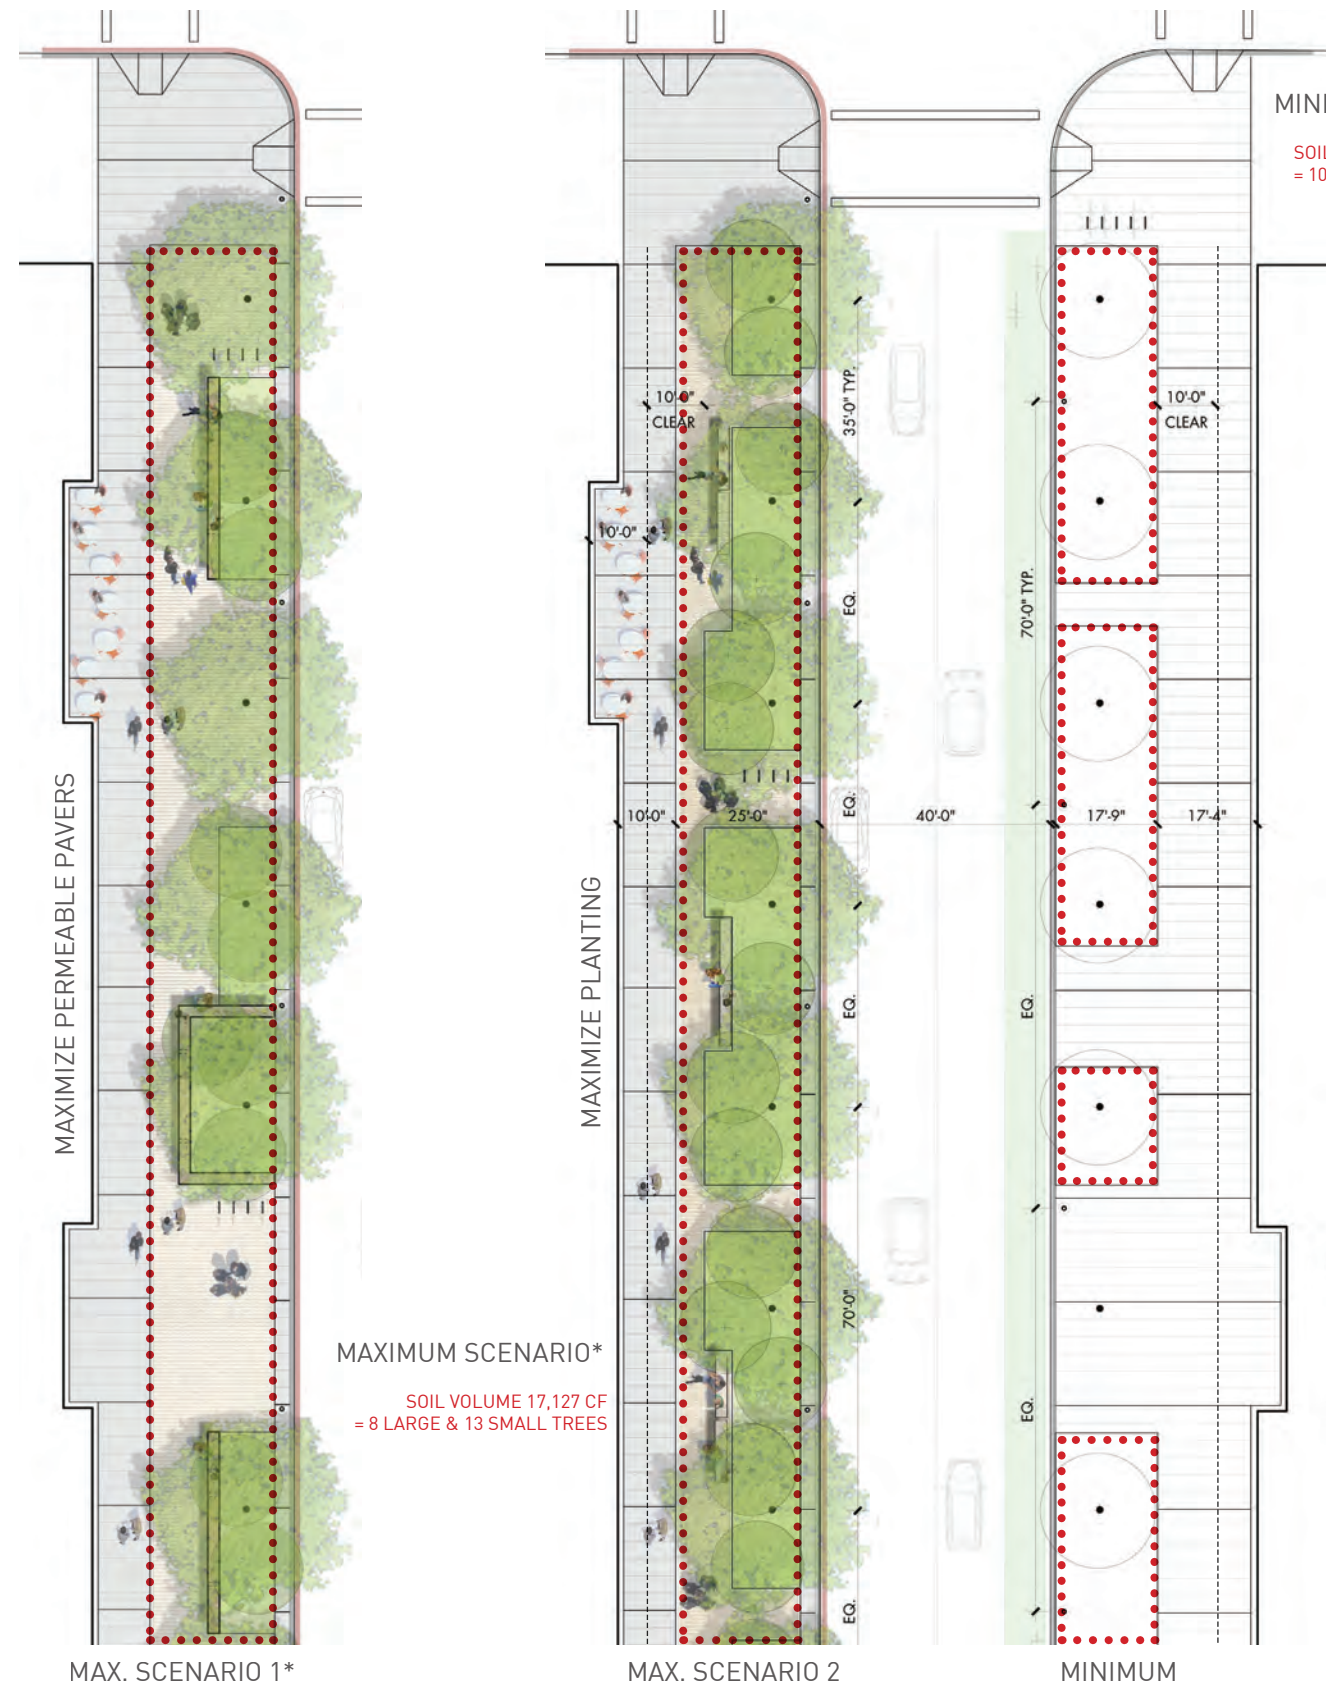 MINI
SOIL
= 10
35'-0" TYP.
10'-0"
CLEAR
10'-0"
CLEAR
10'-0"
EQ.
70'-0" TYP.
MAXIMIZE PERMEABLE PAVERS
MAXIMIZE PLANTING
EQ.
10'-0"
25'-0"
40'-0"
17'-9"
17'-4"
EQ.
EQ.
70'-0"
MAXIMUM SCENARIO*
SOIL VOLUME 17,127 CF
= 8 LARGE & 13 SMALL TREES
EQ.
EQ.
MAX. SCENARIO 1*
MAX. SCENARIO 2
MINIMUM